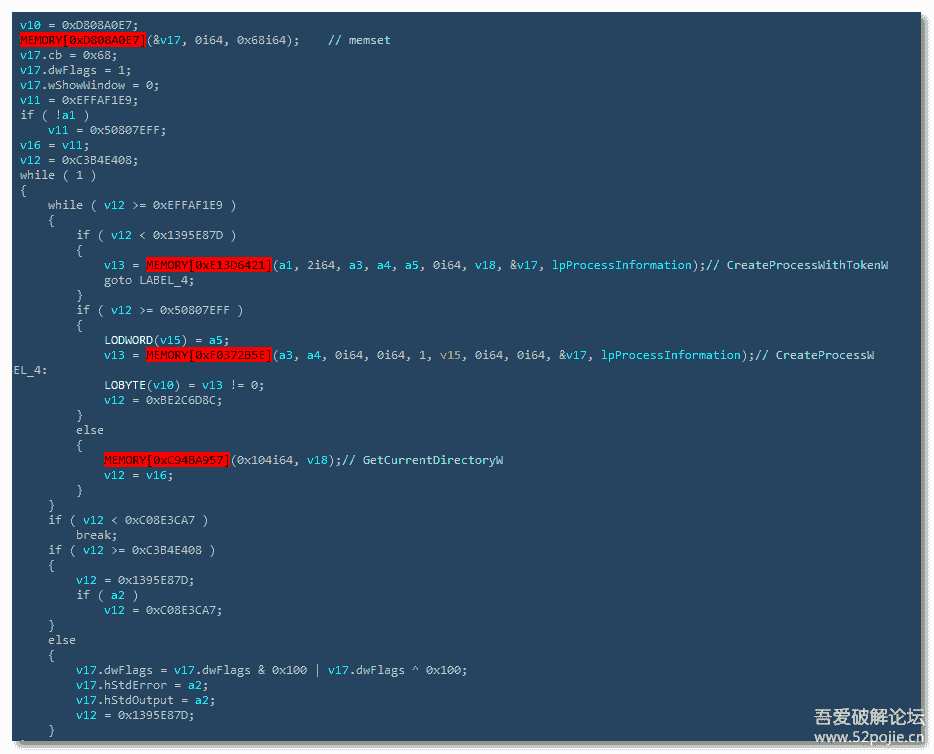 v10 = 0xD808A0E7;
MEMORY[0xD808A0E7](&v17, 0i64, 0x68i64);    // memset
v17.cb = 0x68;
v17.dwFlags = 1;
v17.wShowWindow = 0;
v11 = 0xEFFAF1E9;
if ( !a1 )
    v11 = 0x50807EFF;
v16 = v11;
v12 = 0xC3B4E408;
while ( 1 )
{
    while ( v12 >= 0xEFFAF1E9 )
    {
        if ( v12 < 0x1395E87D )
        {
            v13 = MEMORY[0xE13D6421](a1, 2i64, a3, a4, a5, 0i64, v18, &v17, lpProcessInformation);// CreateProcessWithTokenW
            goto LABEL_4;
        }
        if ( v12 >= 0x50807EFF )
        {
            LODWORD(v15) = a5;
            v13 = MEMORY[0xF0372B5E](a3, a4, 0i64, 0i64, 1, v15, 0i64, 0i64, &v17, lpProcessInformation);// CreateProcessW
EL_4:
            LOBYTE(v10) = v13 != 0;
            v12 = 0xBE2C6D8C;
        }
        else
        {
            MEMORY[0xC94BA957](0x104i64, v18);// GetCurrentDirectoryW
            v12 = v16;
        }
    }
    if ( v12 < 0xC08E3CA7 )
        break;
    if ( v12 >= 0xC3B4E408 )
    {
        v12 = 0x1395E87D;
        if ( a2 )
            v12 = 0xC08E3CA7;
    }
    else
    {
        v17.dwFlags = v17.dwFlags & 0x100 | v17.dwFlags ^ 0x100;
        v17.hStdError = a2;
        v17.hStdOutput = a2;
        v12 = 0x1395E87D;
    }
吾爱破解论坛
www.52pojie.cn